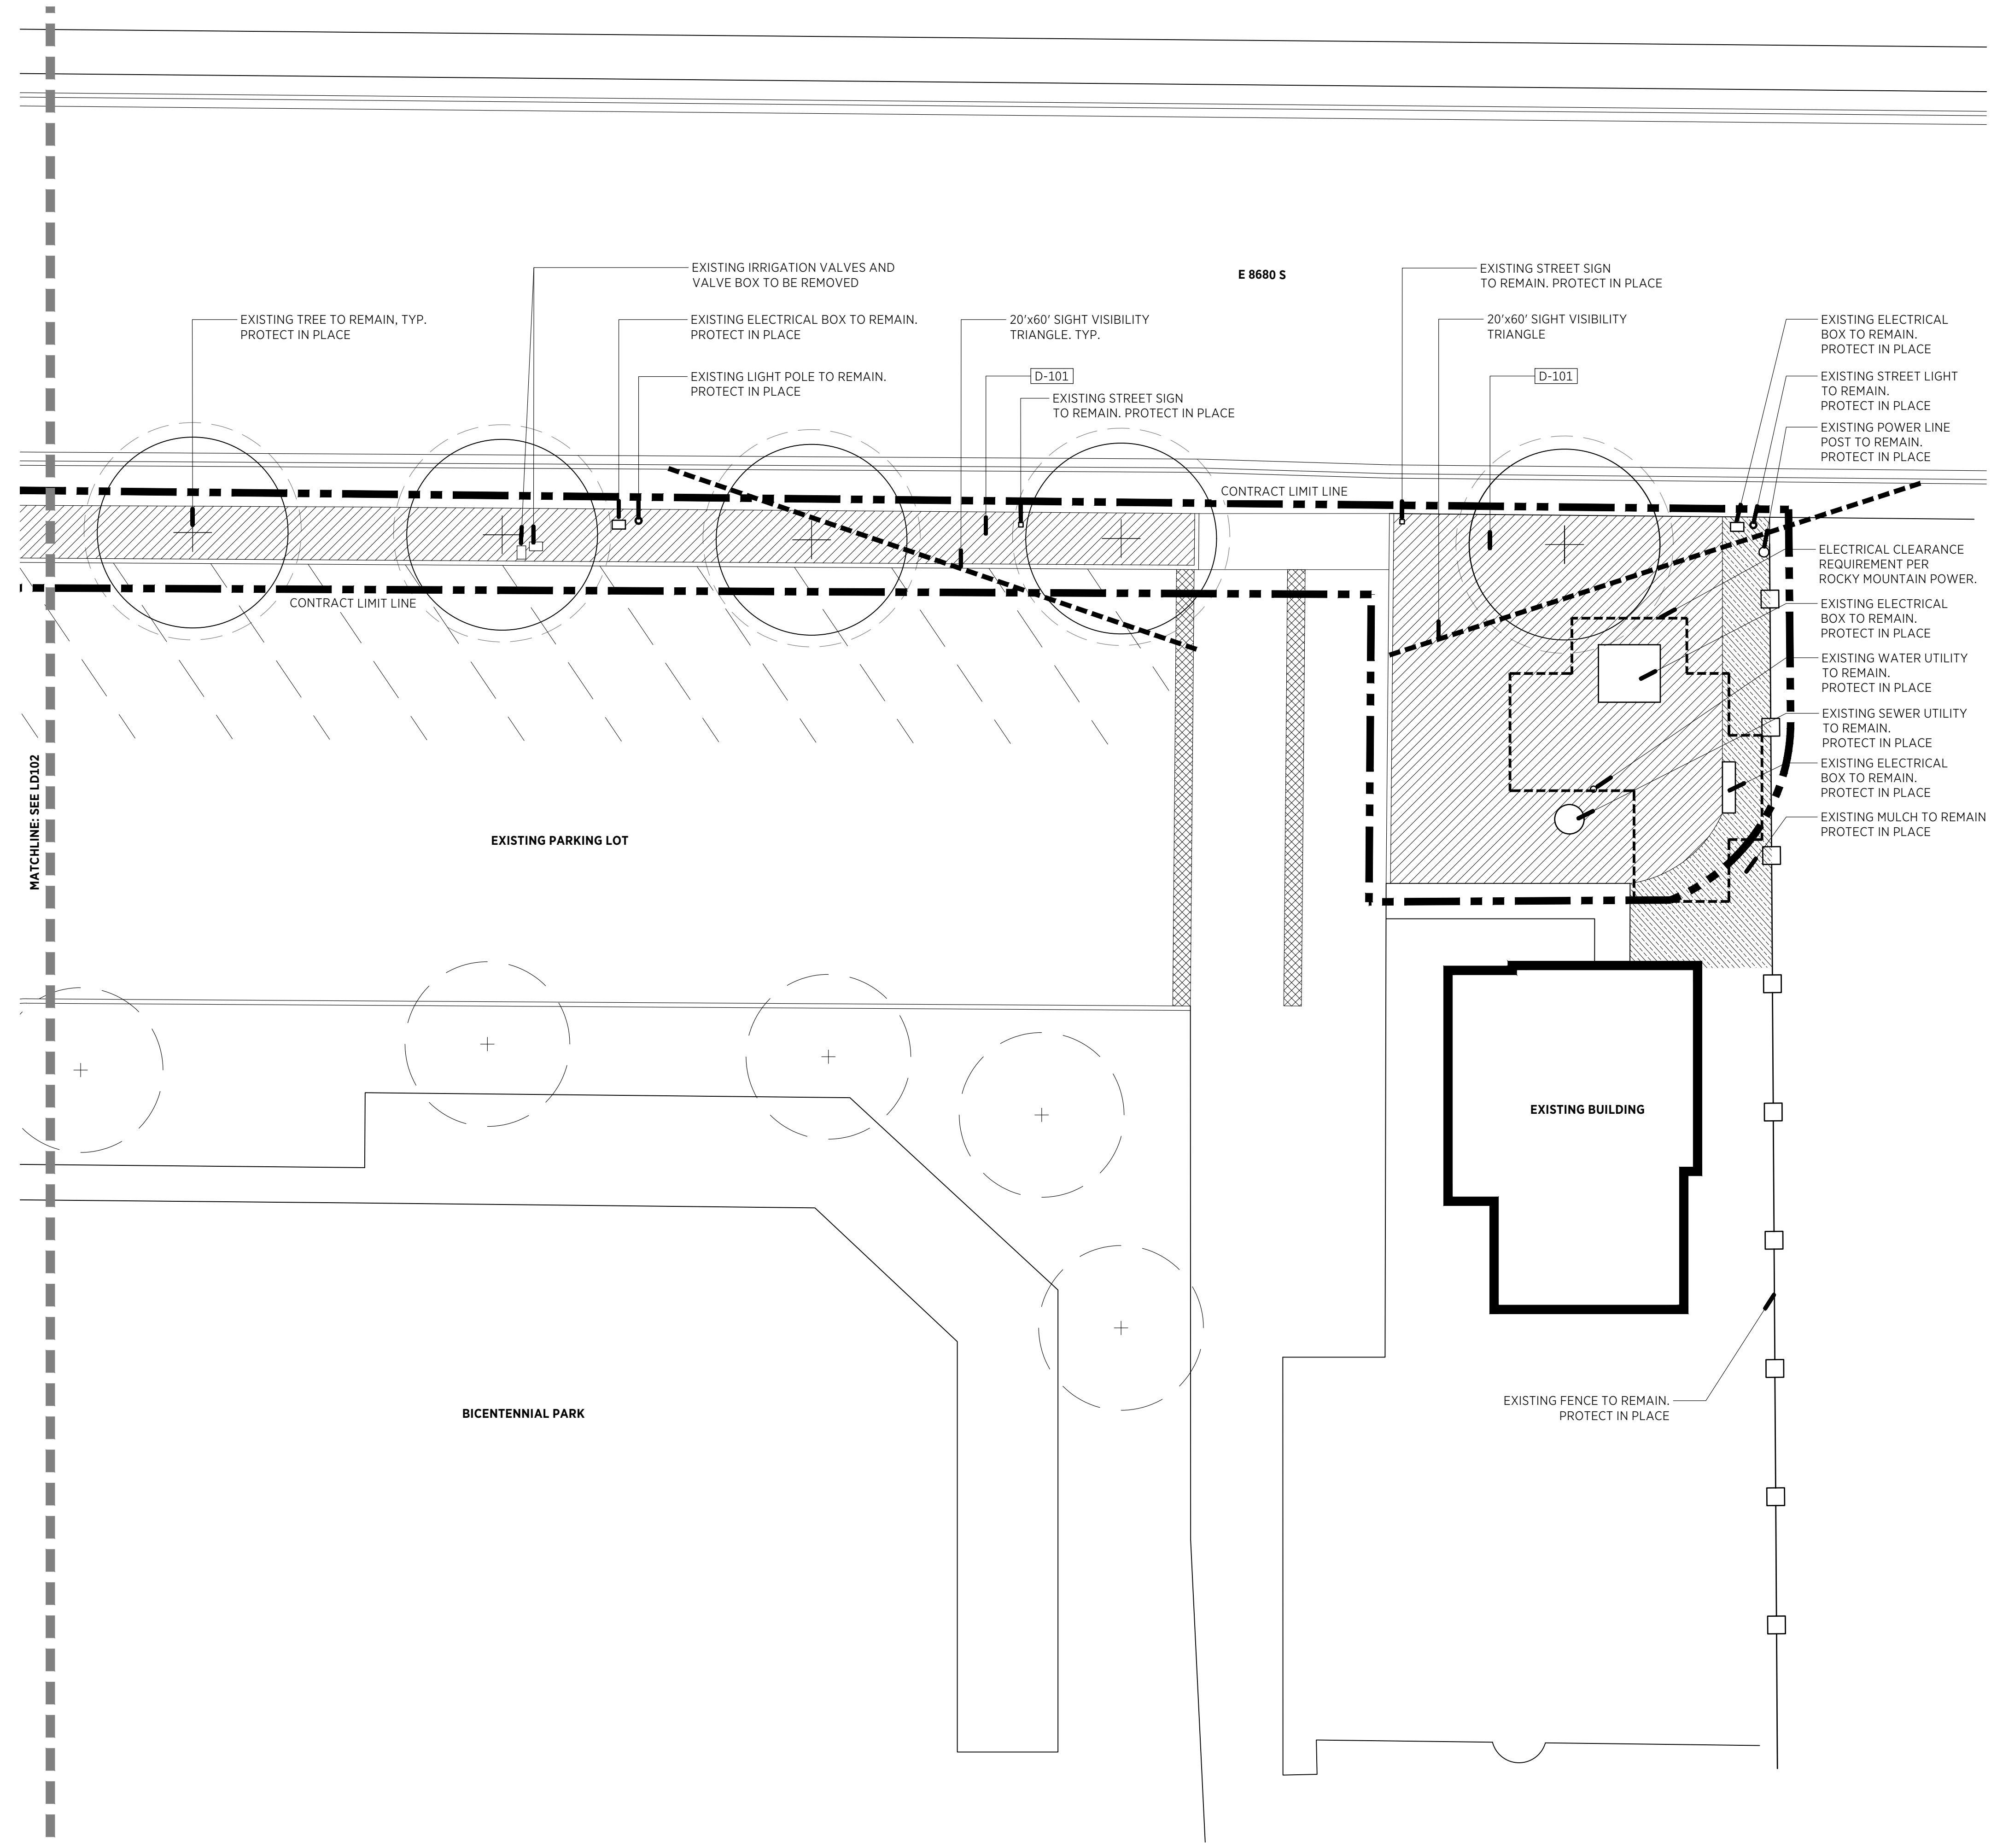 EXISTING IRRIGATION VALVES AND
VALVE BOX TO BE REMOVED
E 8680 S
EXISTING STREET SIGN
TO REMAIN. PROTECT IN PLACE
EXISTING TREE TO REMAIN, TYP.
PROTECT IN PLACE
EXISTING ELECTRICAL BOX TO REMAIN.
PROTECT IN PLACE
20'x60' SIGHT VISIBILITY
TRIANGLE. TYP.
20'x60' SIGHT VISIBILITY
TRIANGLE
EXISTING ELECTRICAL
BOX TO REMAIN.
PROTECT IN PLACE
EXISTING LIGHT POLE TO REMAIN.
PROTECT IN PLACE
D-101
D-101
EXISTING STREET LIGHT
TO REMAIN.
PROTECT IN PLACE
EXISTING STREET SIGN
TO REMAIN. PROTECT IN PLACE
EXISTING POWER LINE
POST TO REMAIN.
PROTECT IN PLACE
CONTRACT LIMIT LINE
ELECTRICAL CLEARANCE
REQUIREMENT PER
ROCKY MOUNTAIN POWER.
CONTRACT LIMIT LINE
EXISTING ELECTRICAL
BOX TO REMAIN.
PROTECT IN PLACE
EXISTING WATER UTILITY
TO REMAIN.
PROTECT IN PLACE
EXISTING SEWER UTILITY
TO REMAIN.
PROTECT IN PLACE
EXISTING ELECTRICAL
BOX TO REMAIN.
PROTECT IN PLACE
EXISTING MULCH TO REMAIN
PROTECT IN PLACE
MATCHLINE: SEE LD102
EXISTING PARKING LOT
EXISTING BUILDING
EXISTING FENCE TO REMAIN.
PROTECT IN PLACE
BICENTENNIAL PARK